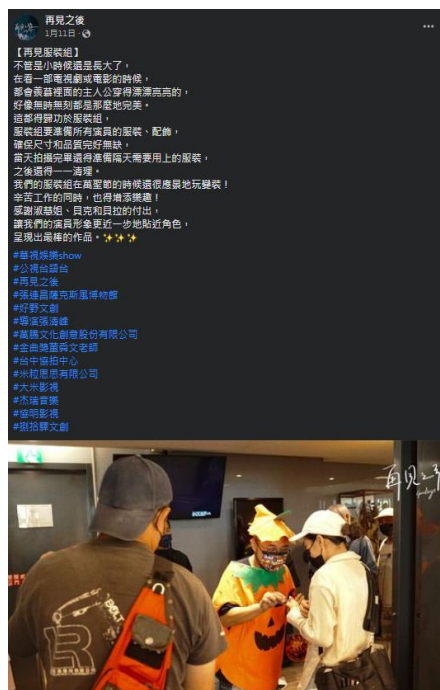 再見之後
1月11日
【再見服裝組】
不管是小時候還是長大了，
在看一部電視劇或電影的時候，
都會羨慕裡面的主人公穿得漂漂亮亮的，
好像無時無刻都是那麼地完美。
這都得歸功於服裝組，
服裝組要準備所有演員的服裝、配飾，
確保尺寸和品質完好無缺，
當天拍攝完畢還得準備隔天需要用上的服裝，
之後還得一一清理。
我們的服裝組在萬聖節的時候還很應景地玩變裝！
辛苦工作的同時，也得增添樂趣！
感謝淑慧姐、貝克和貝拉的付出，
讓我們的演員形象更近一步地貼近角色，
呈現出最棒的作品。✨✨✨
#華視娛樂show
#公視台語台
#再見之後
#張連昌薩克斯風博物館
#好野文創
#導演張清峰
#萬騰文化創意股份有限公司
#金曲獎董舜文老師
#台中協拍中心
#米粒恩思有限公司
#大米影視
#杰瑞音樂
#協明影視
#捌拾肆文創
再見之後
BOLT